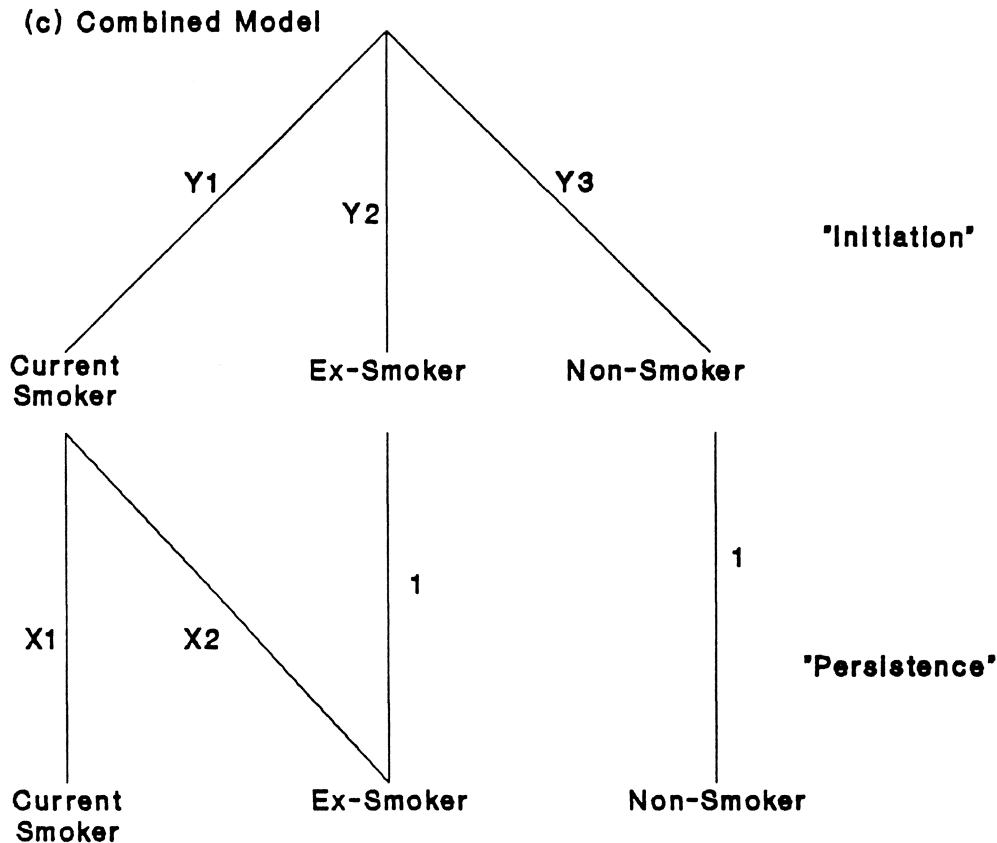 (c) Combined Model
Y1
Y2
Y3
"Initiation"
Current
Smoker
Ex-Smoker
Non-Smoker
X1
X2
1
1
"Persistence"
Current
Smoker
Ex-Smoker
Non-Smoker